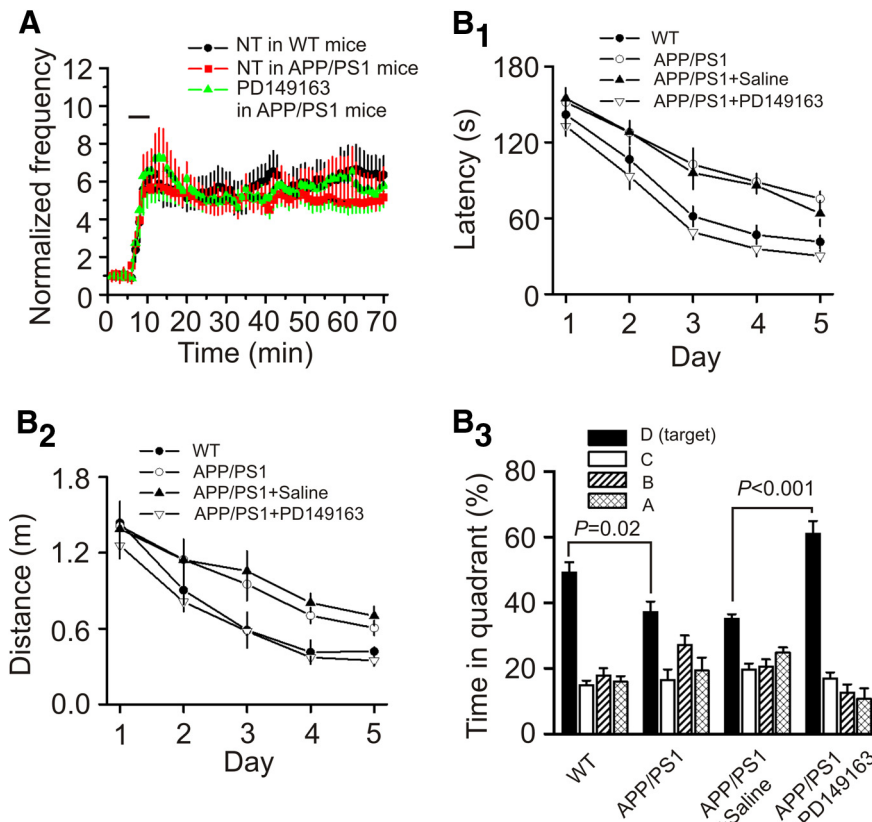 A
NT in WT mice
NT in APP/PS1 mice
PD149163
in APP/PS1 mice
Normalized frequency
12
10
8
6
4
2
0
0 10 20 30 40 50 60 70
Time (min)
B1
WT
APP/PS1
APP/PS1+Saline
APP/PS1+PD149163
Latency (s)
180
120
60
0
1 2 3 4 5
Day
B2
WT
APP/PS1
APP/PS1+Saline
APP/PS1+PD149163
Distance (m)
1.8
1.2
0.6
0.0
1 2 3 4 5
Day
B3
D (target)
C
B
A
Time in quadrant (%)
80
60
40
20
0
P=0.02
P<0.001
WT
APP/PS1
APP/PS1
Saline
APP/PS1
PD149163